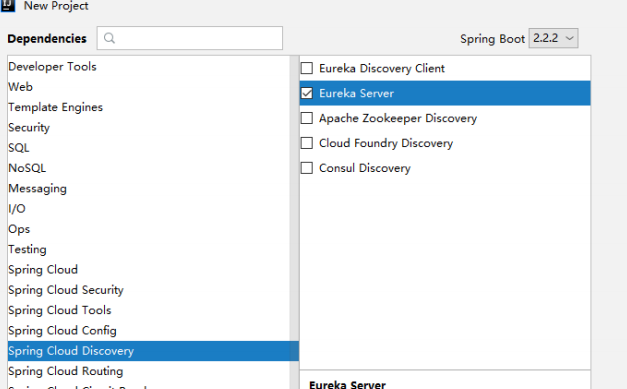 IJ New Project
Dependencies
Spring Boot 2.2.2
Developer Tools
Web
Template Engines
Security
SQL
NoSQL
Messaging
I/O
Ops
Testing
Spring Cloud
Spring Cloud Security
Spring Cloud Tools
Spring Cloud Config
Spring Cloud Discovery
Spring Cloud Routing
Eureka Discovery Client
Eureka Server
Apache Zookeeper Discovery
Cloud Foundry Discovery
Consul Discovery
Eureka Server